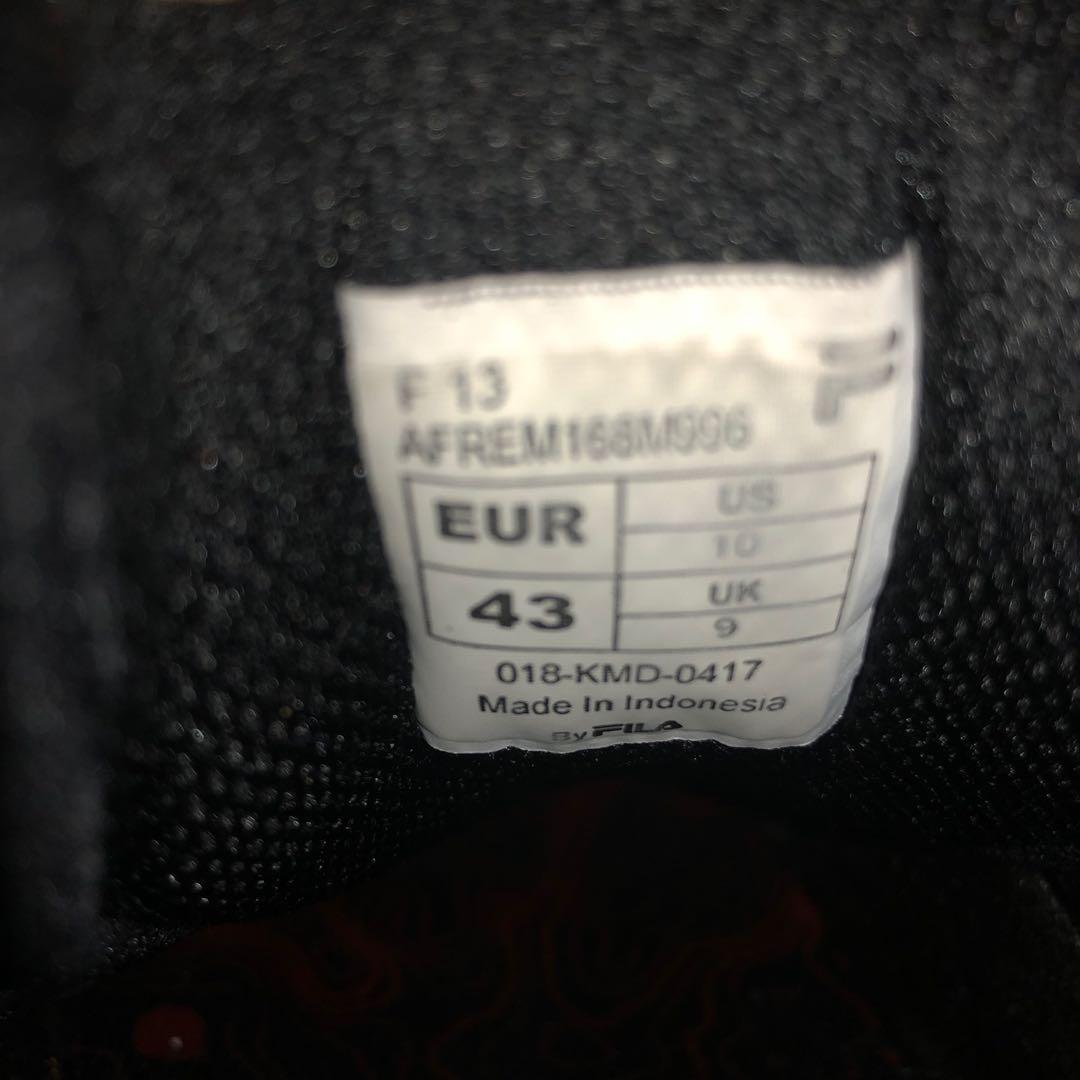 F 13
AFREM168M996
EUR US
10
43 UK
9
018-KMD-0417
Made In Indonesia
By FILA